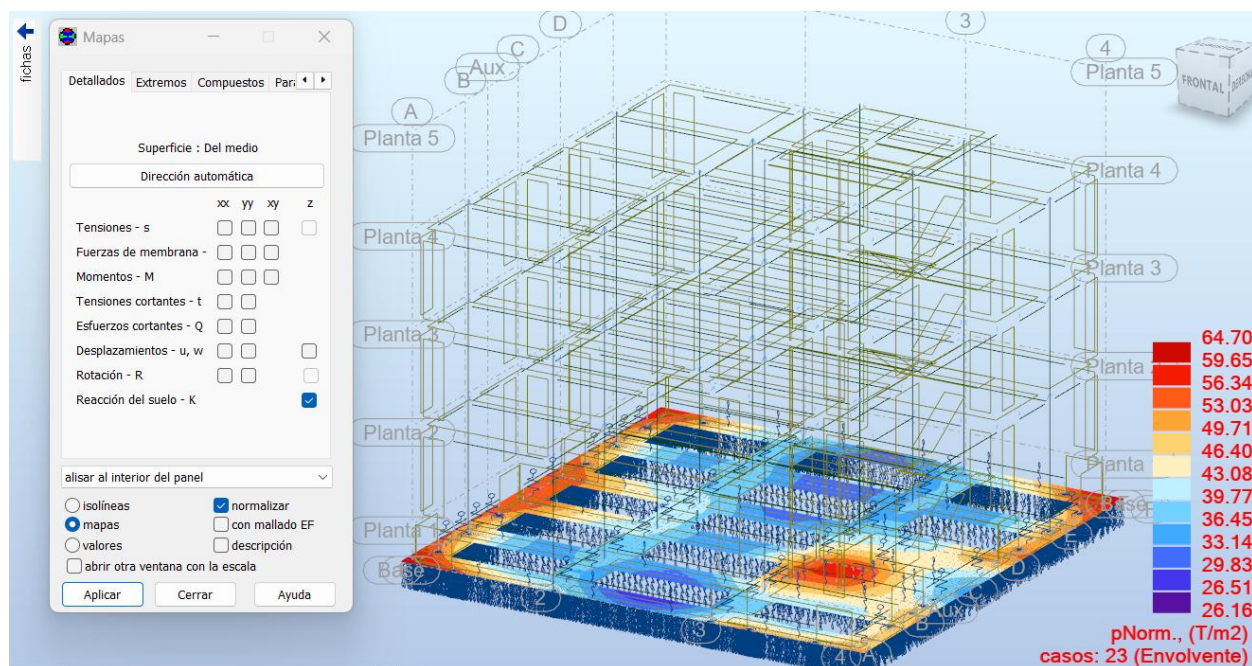 fichas
Mapas
Detallados Extremos Compuestos
Superficie : Del medio
Dirección automática
xx yy xy z
Tensiones - s
Fuerzas de membrana -
Momentos - M
Tensiones cortantes - t
Esfuerzos cortantes - Q
Desplazamientos - u, w
Rotación - R
Reacción del suelo - K
alisar al interior del panel
isolíneas
normalizar
mapas
con mallado EF
valores
descripción
abrir otra ventana con la escala
Aplicar Cerrar Ayuda
A
B
Aux
C
D
3
4
Planta 5
Planta 5
FRONTAL
Planta 4
Planta 4
Planta 3
Planta 3
Planta 2
Planta
Planta
Planta 1
Base
Base
E
D
C
Aux
B
A
2
3
4
64.70
59.65
56.34
53.03
49.71
46.40
43.08
39.77
36.45
33.14
29.83
26.51
26.16
pNorm., (T/m2)
casos: 23 (Envolvente)